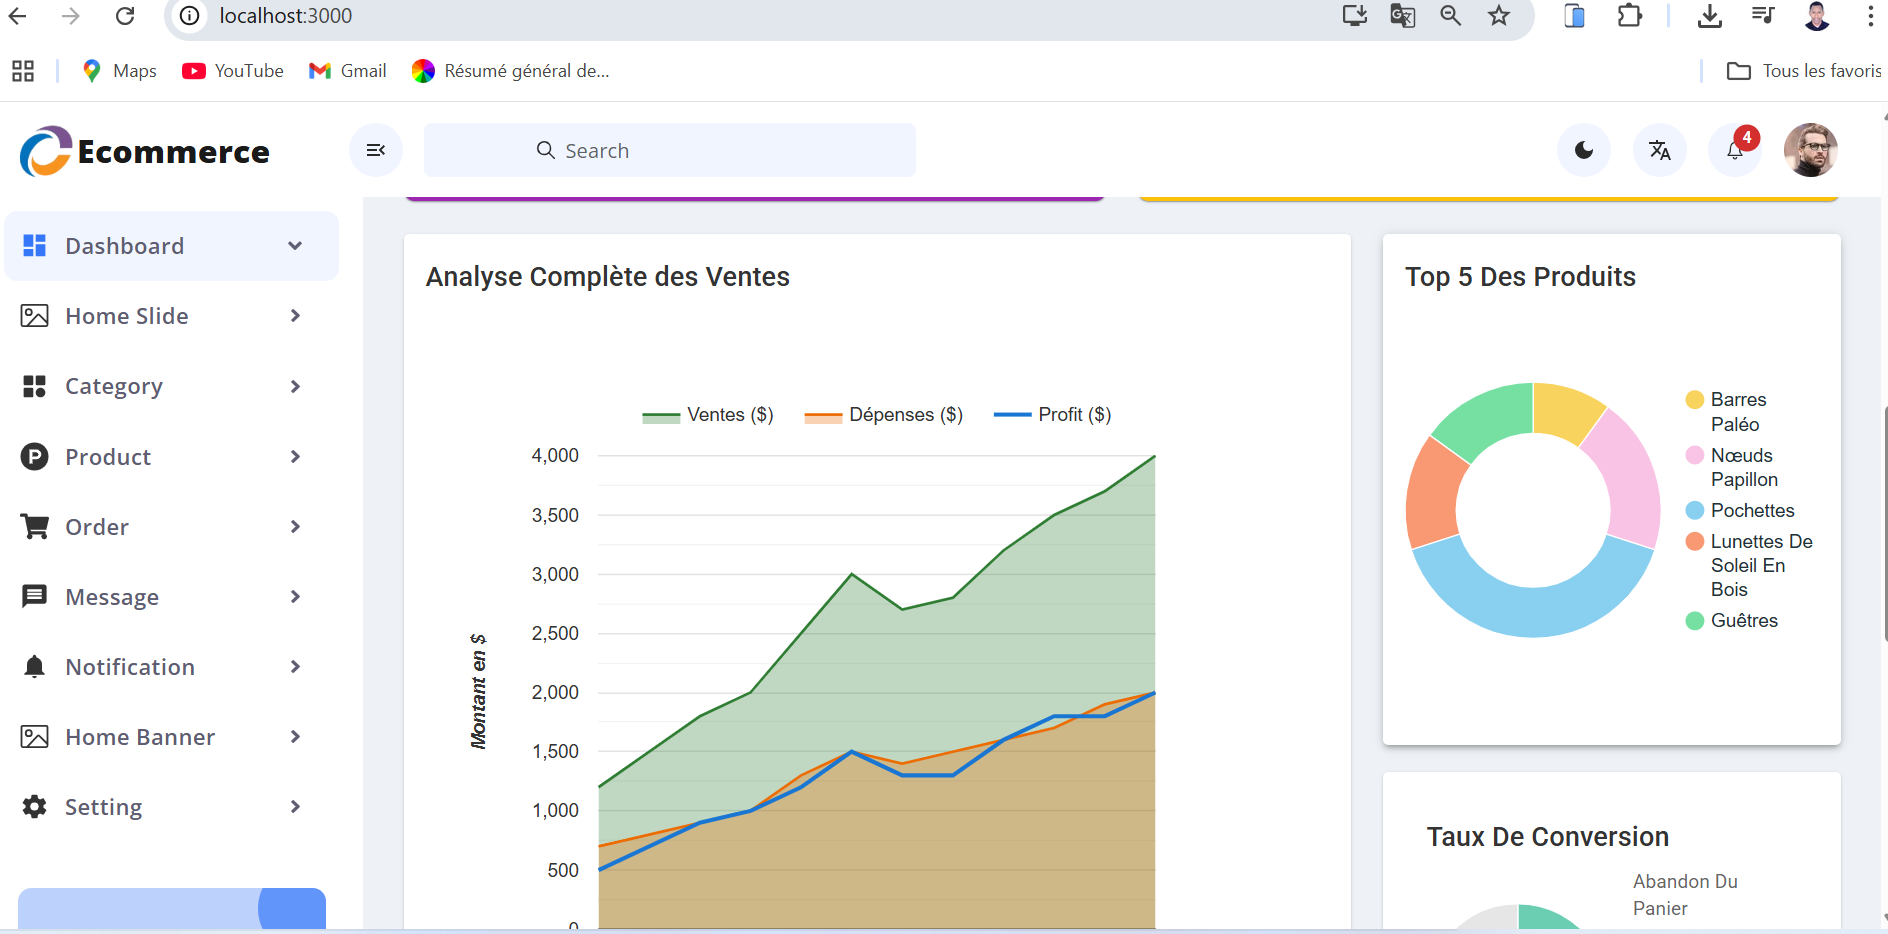 localhost:3000
Maps
YouTube
Gmail
Résumé général de...
Tous les favoris
Ecommerce
Search
4
Dashboard
Home Slide
Category
Product
Order
Message
Notification
Home Banner
Setting
Analyse Complète des Ventes
Ventes ($)
Dépenses ($)
Profit ($)
4,000
3,500
3,000
2,500
2,000
1,500
1,000
500
0
Montant en $
Top 5 Des Produits
Barres
Paléo
Nœuds
Papillon
Pochettes
Lunettes De
Soleil En
Bois
Guêtres
Taux De Conversion
Abandon Du
Panier